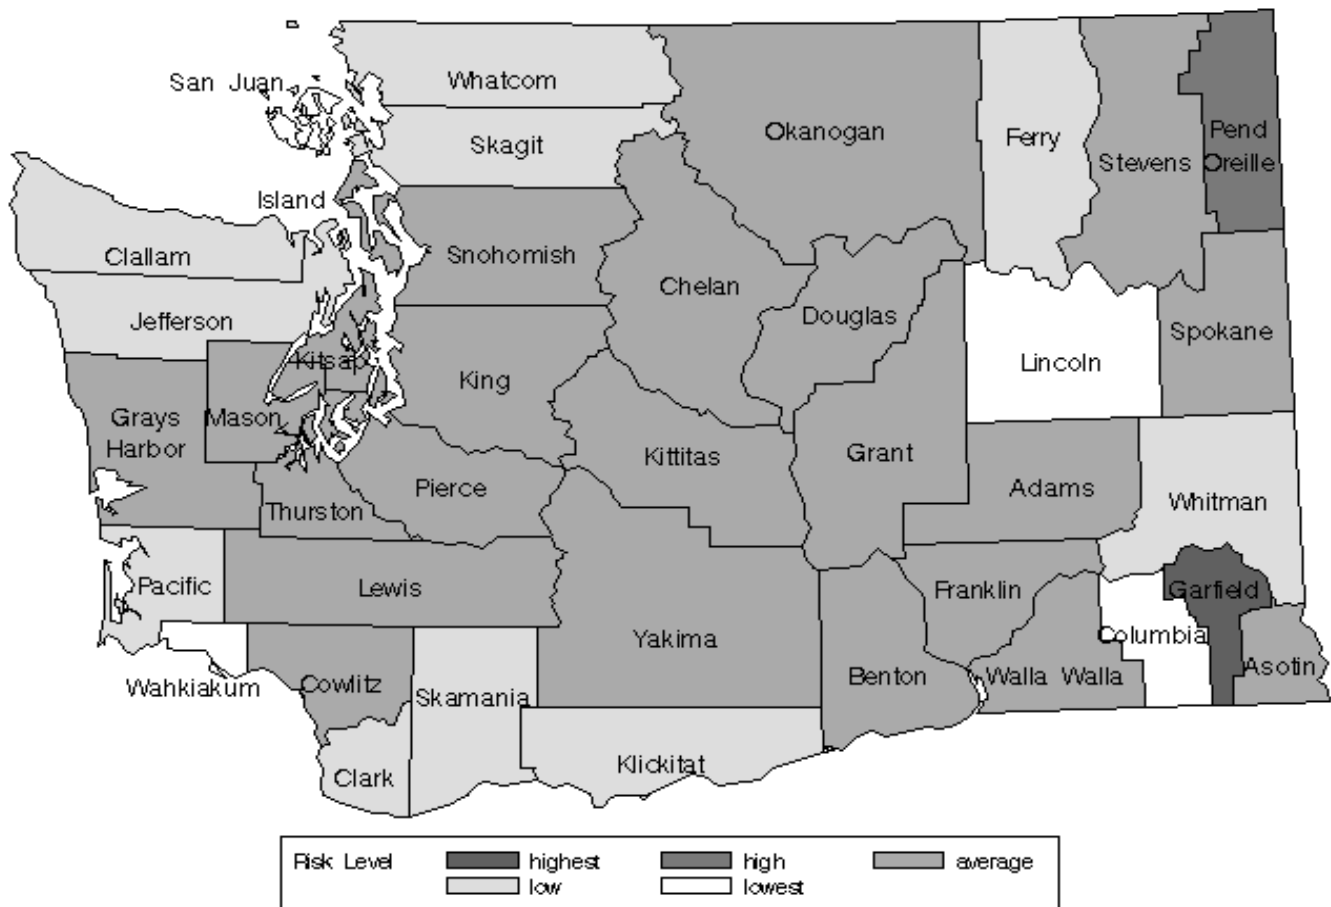 Whatcom
San Juan
Okanogan
Ferry
Pend
Oreille
Skagit
Stevens
Island
Snohomish
Clallam
Chelan
Jefferson
Douglas
Spokane
Kitsap
Lincoln
King
Grays
Harbor
Mason
Kittitas
Grant
Pierce
Adams
Whitman
Thurston
Pacific
Lewis
Franklin
Garfield
Yakima
Columbia
Wahkiakum
Cowlitz
Skamania
Benton
Walla Walla
Asotin
Clark
Klickitat
Risk Level highest high average
low lowest